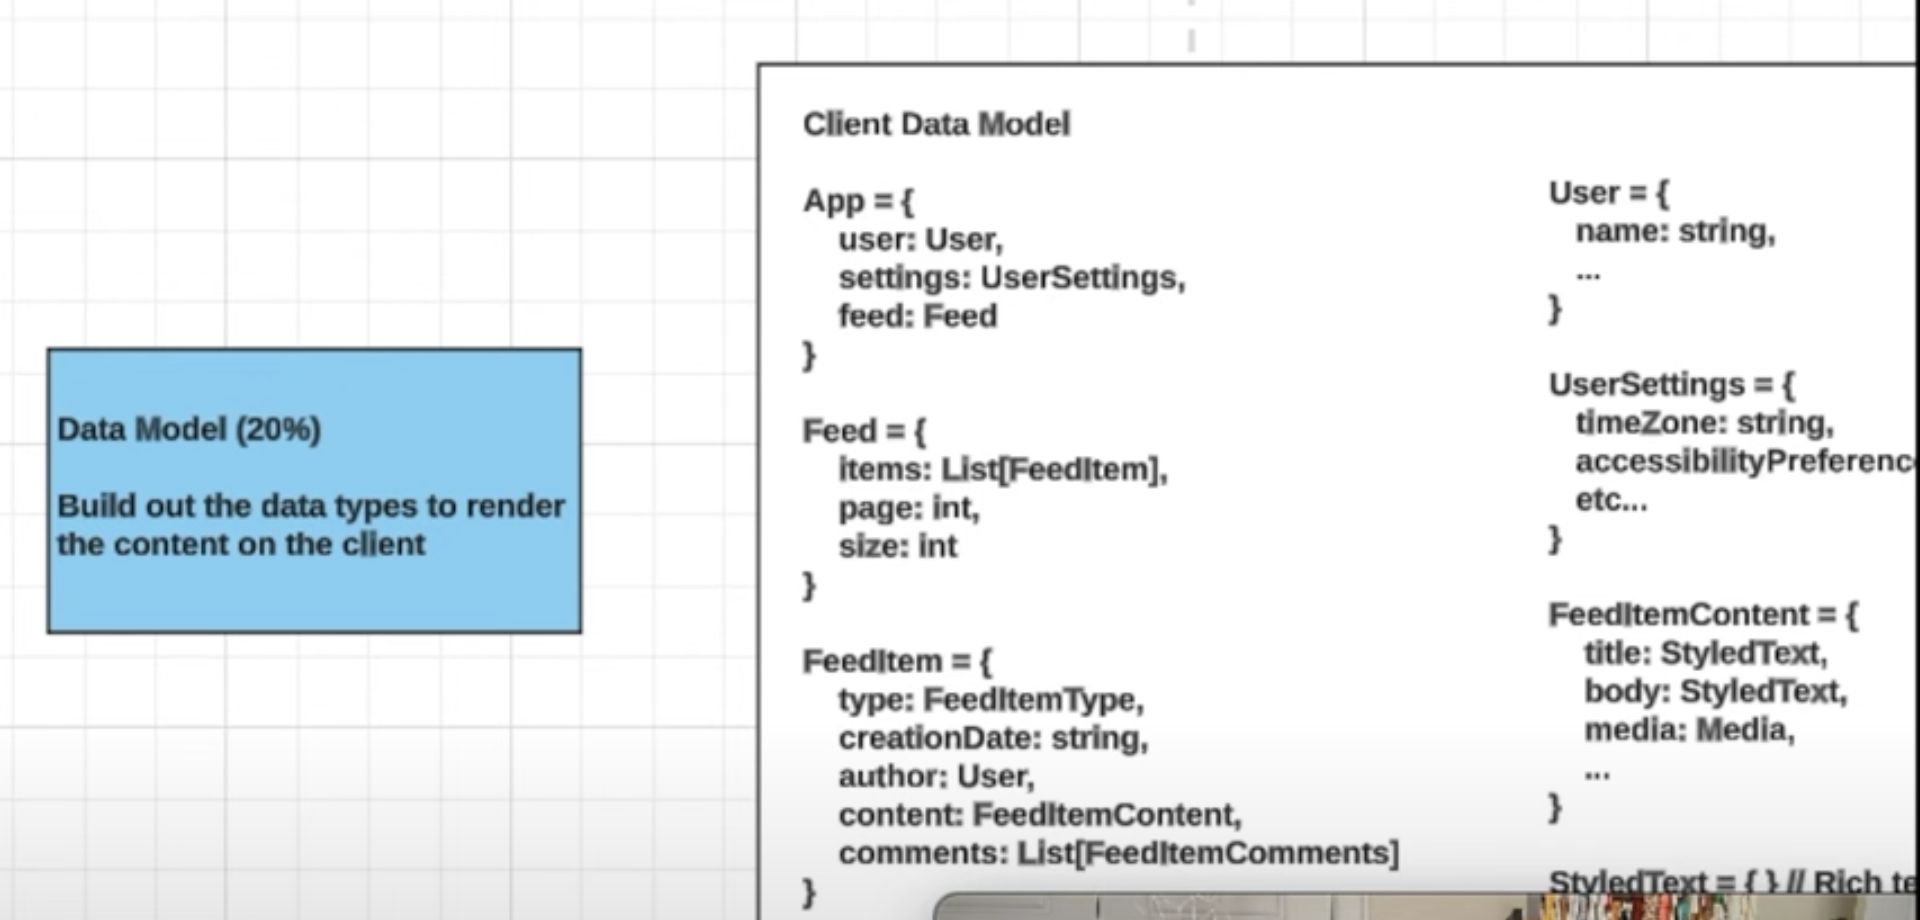 Data Model (20%)
Build out the data types to render
the content on the client
Client Data Model
App = {
user: User,
settings: UserSettings,
feed: Feed
}
Feed = {
items: List[FeedItem],
page: int,
size: int
}
FeedItem = {
type: FeedItemType,
creationDate: string,
author: User,
content: FeedItemContent,
comments: List[FeedItemComments]
}
User = {
name: string,
...
}
UserSettings = {
timeZone: string,
accessibilityPreferenc
etc...
}
FeedItemContent = {
title: StyledText,
body: StyledText,
media: Media,
...
}
StyledText = { } // Rich te